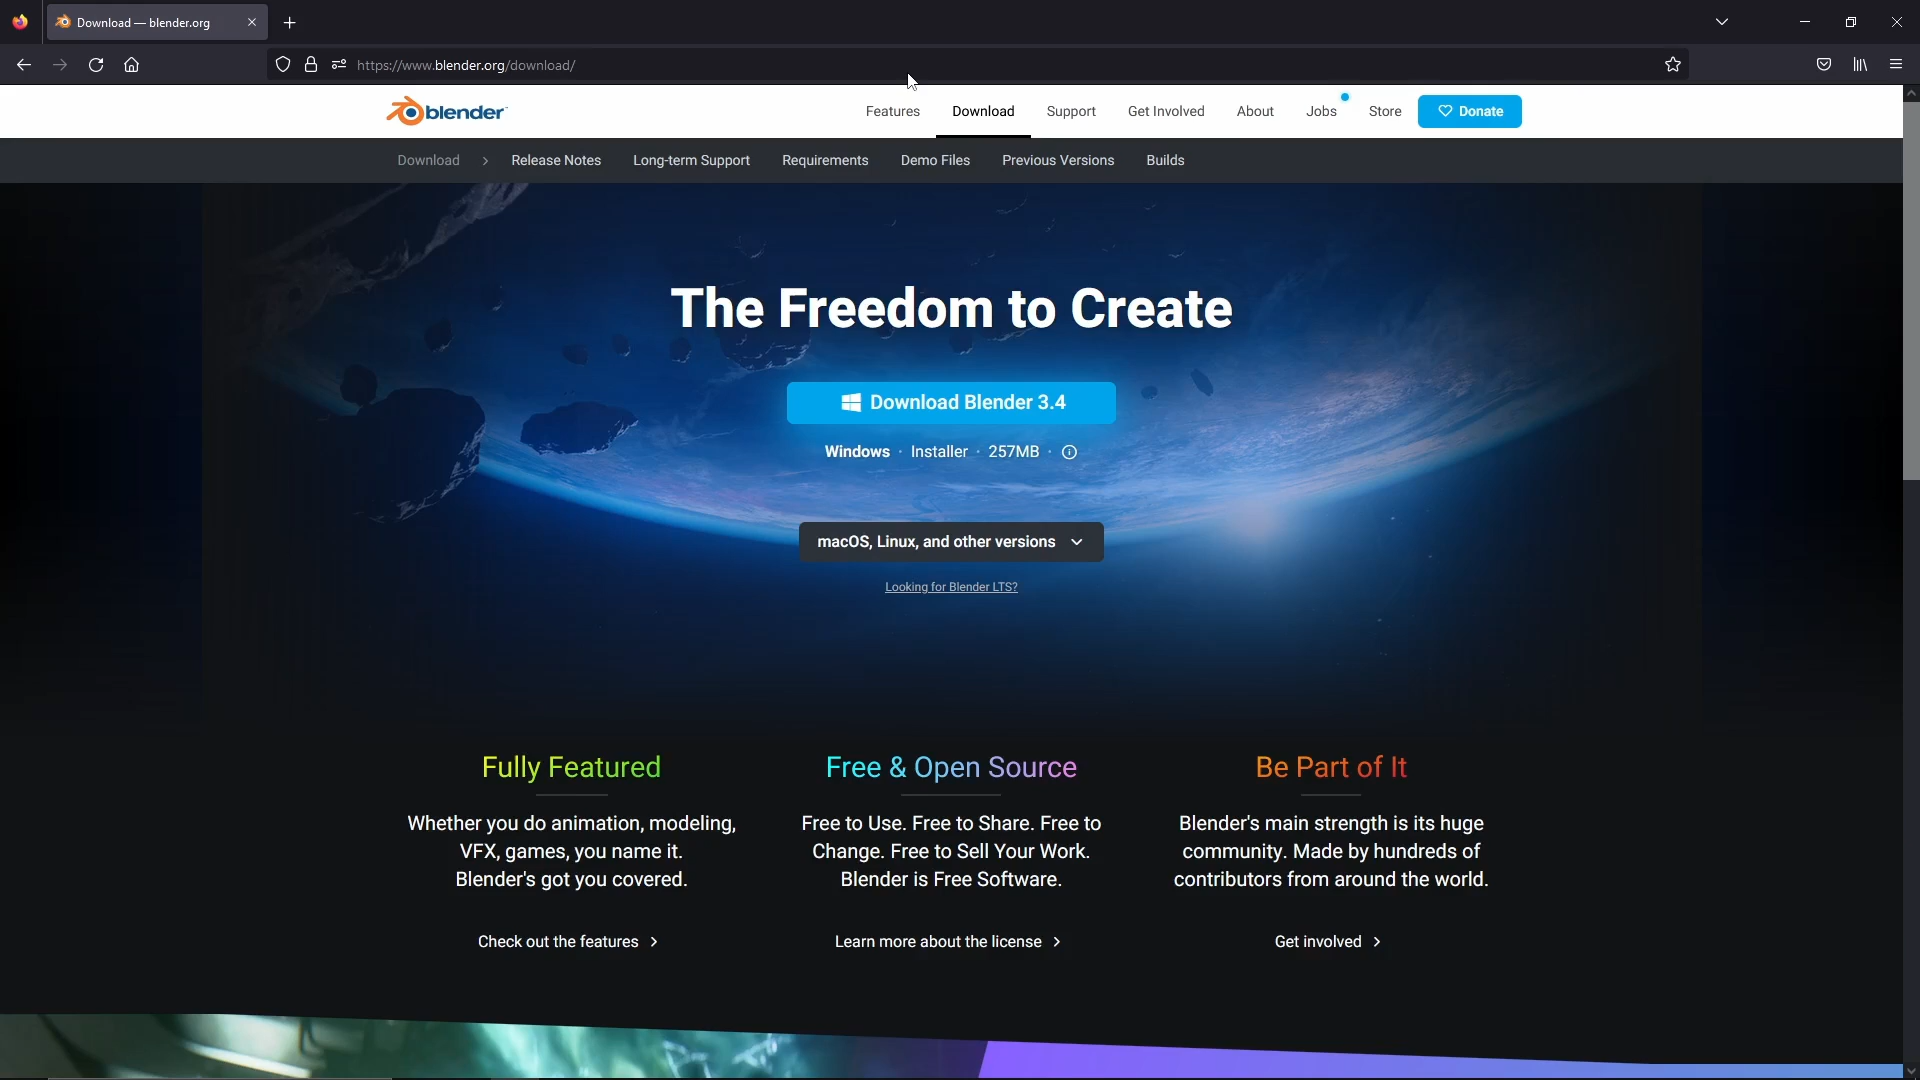 Download — blender.org
https://www.blender.org/download/
blender
Features
Download
Support
Get Involved
About
Jobs
Store
Donate
Download
Release Notes
Long-term Support
Requirements
Demo Files
Previous Versions
Builds
The Freedom to Create
Download Blender 3.4
Windows · Installer · 257MB ·
macOS, Linux, and other versions
Looking for Blender LTS?
Fully Featured
Whether you do animation, modeling,
VFX, games, you name it.
Blender's got you covered.
Check out the features
Free & Open Source
Free to Use. Free to Share. Free to
Change. Free to Sell Your Work.
Blender is Free Software.
Learn more about the license
Be Part of It
Blender's main strength is its huge
community. Made by hundreds of
contributors from around the world.
Get involved